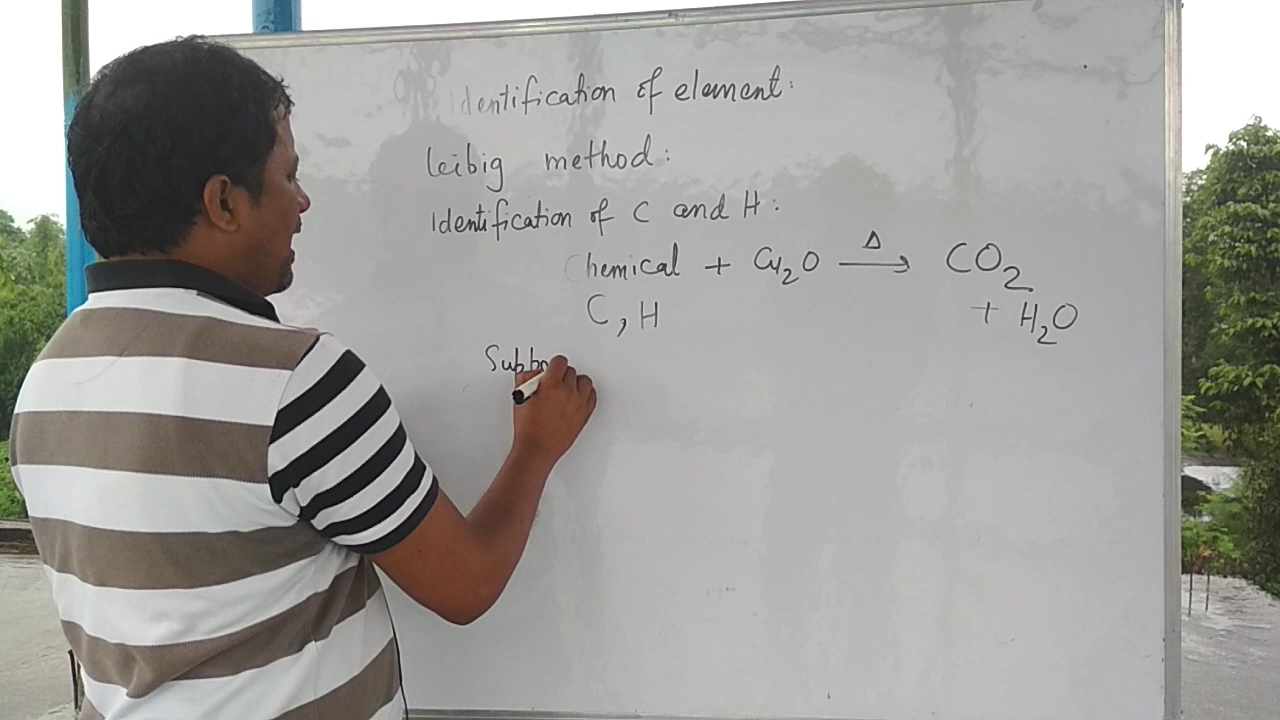 Identification of element:
Leibig method:
Identification of C and H:
Chemical + Cu2O Δ → CO2
C, H + H2O